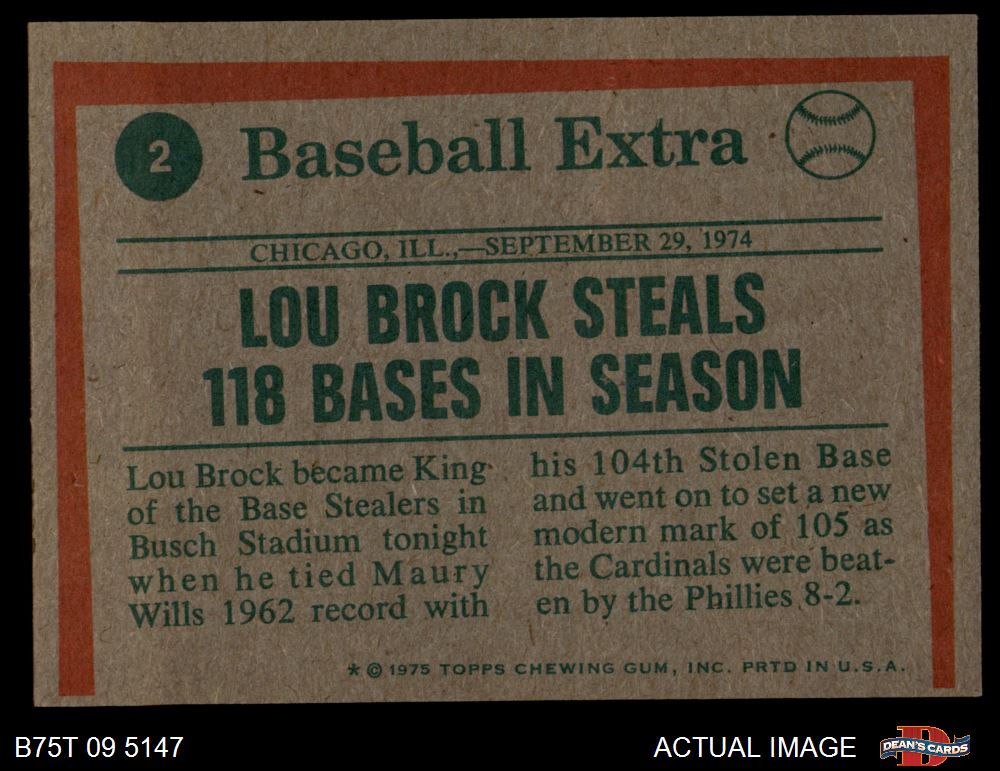 2
Baseball Extra
CHICAGO, ILL.,—SEPTEMBER 29, 1974
LOU BROCK STEALS
118 BASES IN SEASON
Lou Brock became King
of the Base Stealers in
Busch Stadium tonight
when he tied Maury
Wills 1962 record with
his 104th Stolen Base
and went on to set a new
modern mark of 105 as
the Cardinals were beat-
en by the Phillies 8-2.
* © 1975 TOPPS CHEWING GUM, INC. PRTD IN U.S.A.
B75T 09 5147
ACTUAL IMAGE
DEAN'S CARDS